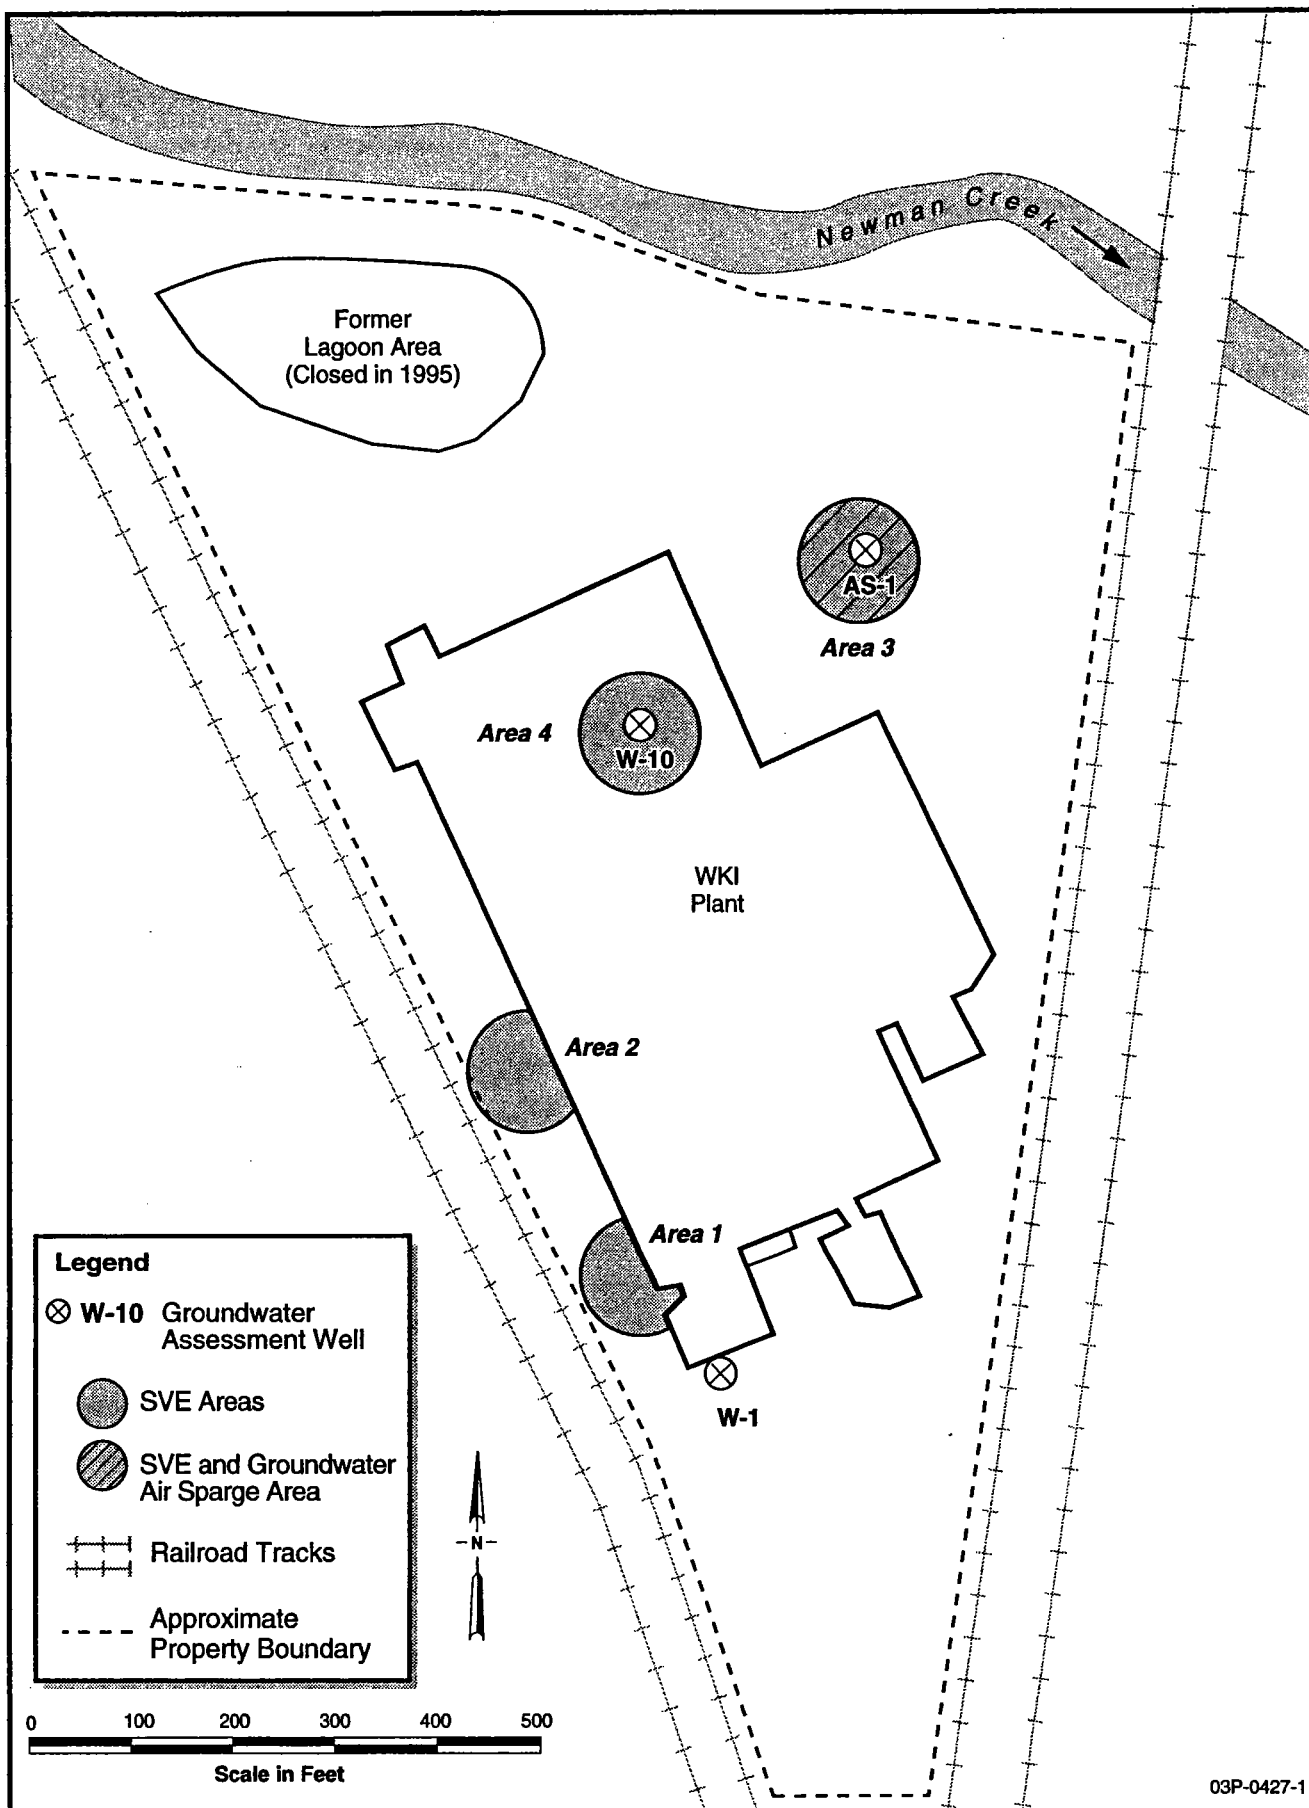 Newman Creek
Former
Lagoon Area
(Closed in 1995)
AS-1
Area 3
Area 4
W-10
WKI
Plant
Area 2
Area 1
W-1
Legend
W-10 Groundwater
Assessment Well
SVE Areas
SVE and Groundwater
Air Sparge Area
Railroad Tracks
Approximate
Property Boundary
-N-
0 100 200 300 400 500
Scale in Feet
03P-0427-1